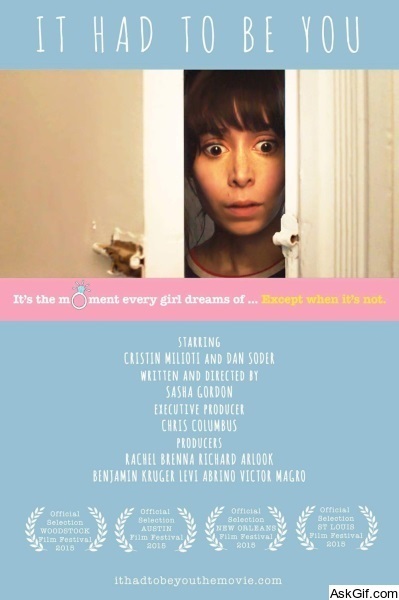 IT HAD TO BE YOU
It's the moment every girl dreams of ... Except when it's not.
STARRING
CRISTIN MILIOTI AND DAN SODER
WRITTEN AND DIRECTED BY
SASHA GORDON
EXECUTIVE PRODUCER
CHRIS COLUMBUS
PRODUCERS
RACHEL BRENNA RICHARD ARLOOK
BENJAMIN KRUGER LEVI ABRINO VICTOR MAGRO
Official
Selection
WOODSTOCK
Film Festival
2015
Official
Selection
AUSTIN
Film Festival
2015
Official
Selection
NEW ORLEANS
Film Festival
2015
Official
Selection
ST LOUIS
Film Festival
2015
ithadtobeyouthemovie.com
AskGif.com